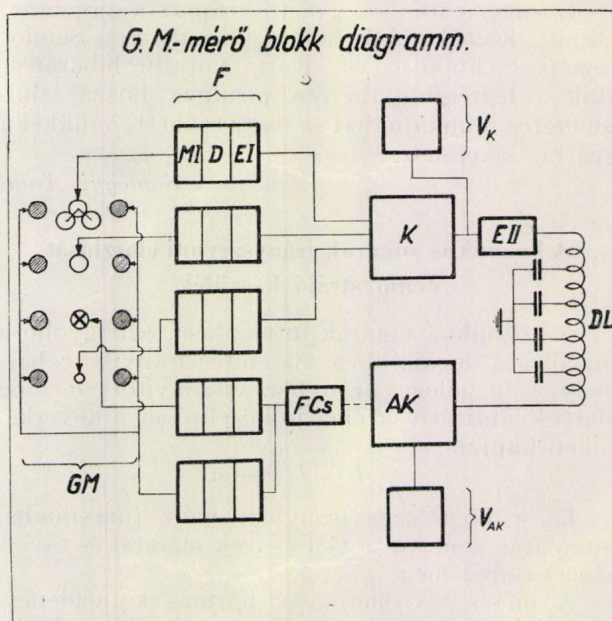 G. M.-mérő blokk diagramm.
F
MI D EI
V_K
K
EII
DL
FCs
AK
GM
V_AK